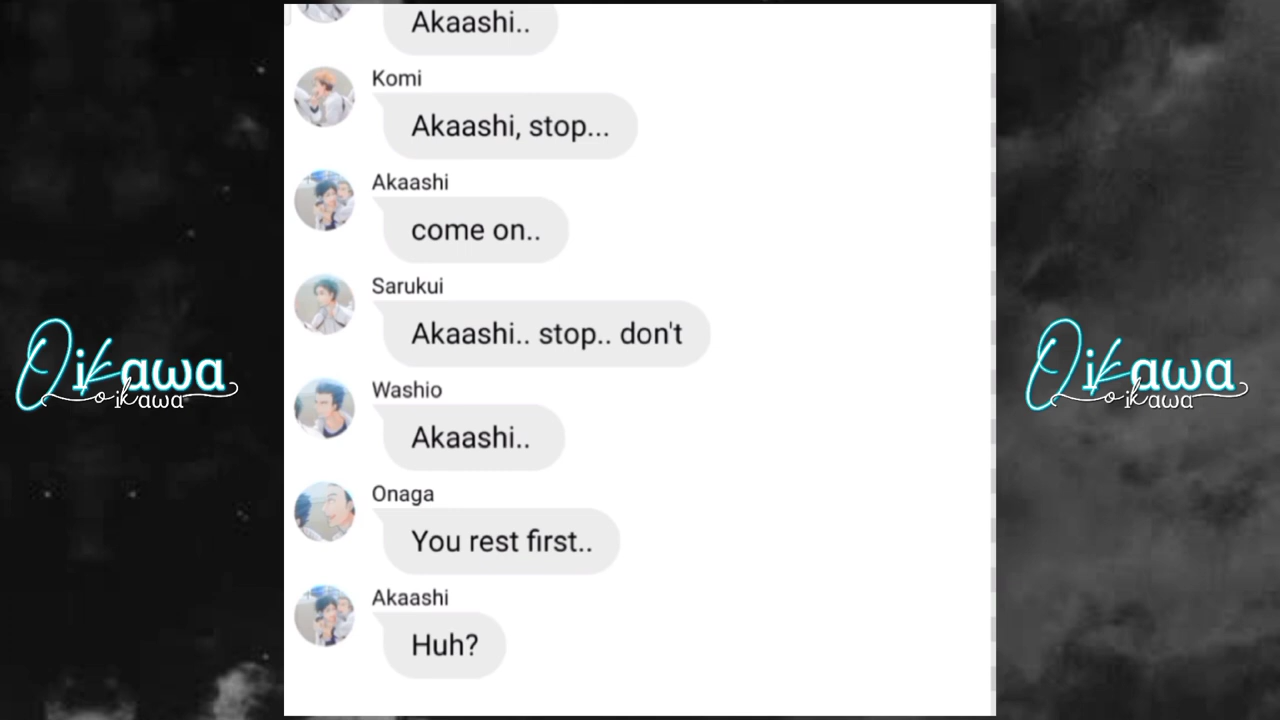 Akaashi..
Komi
Akaashi, stop...
Akaashi
come on..
Sarukui
Akaashi.. stop.. don't
Washio
Akaashi..
Onaga
You rest first..
Akaashi
Huh?
Oikawa
oikawa
Oikawa
oikawa